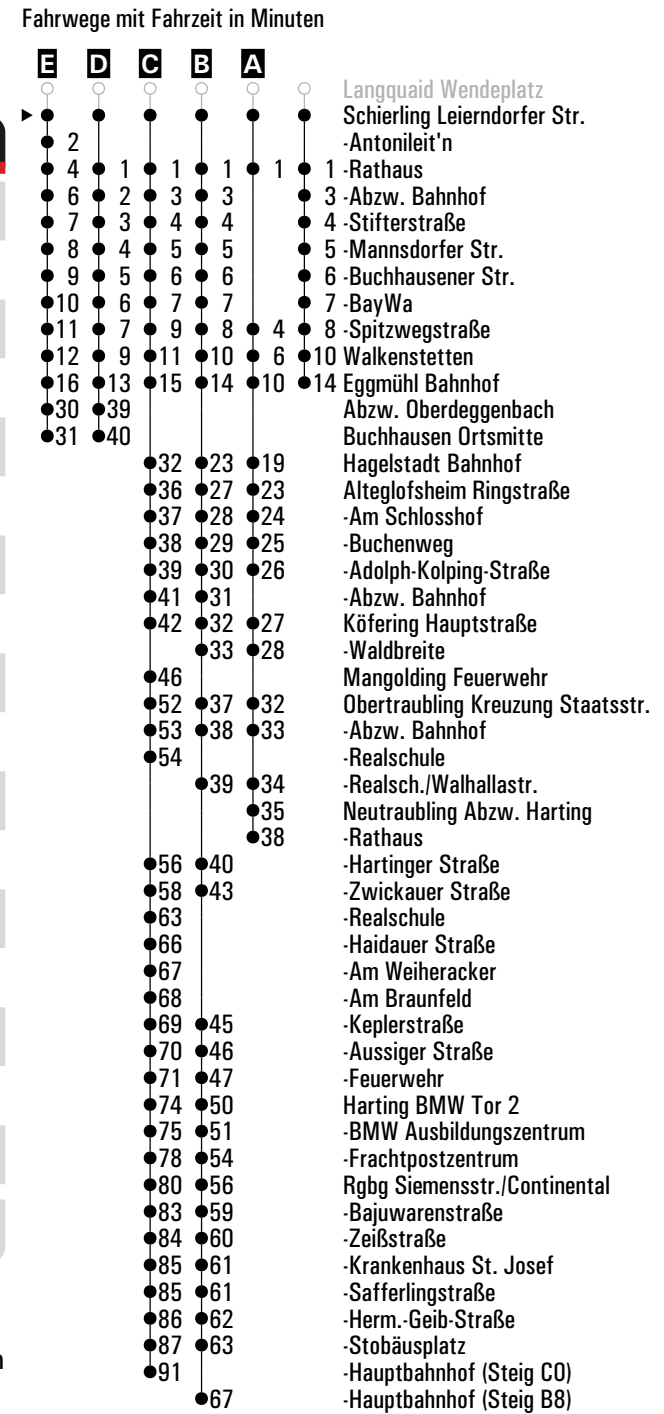 Fahrwege mit Fahrzeit in Minuten
E D C B A
Langquaid Wendeplatz
Schierling Leierndorfer Str.
2 -Antonileit'n
4 1 1 1 1 1 -Rathaus
6 2 3 3 3 -Abzw. Bahnhof
7 3 4 4 4 -Stifterstraße
8 4 5 5 5 -Mannsdorfer Str.
9 5 6 6 6 -Buchhausener Str.
10 6 7 7 7 -BayWa
11 7 9 8 4 8 -Spitzwegstraße
12 9 11 10 6 10 Walkenstetten
16 13 15 14 10 14 Eggmühl Bahnhof
30 39 Abzw. Oberdeggenbach
31 40 Buchhausen Ortsmitte
32 23 19 Hagelstadt Bahnhof
36 27 23 Alteglofsheim Ringstraße
37 28 24 -Am Schlosshof
38 29 25 -Buchenweg
39 30 26 -Adolph-Kolping-Straße
41 31 -Abzw. Bahnhof
42 32 27 Köfering Hauptstraße
33 28 -Waldbreite
46 Mangolding Feuerwehr
52 37 32 Obertraubling Kreuzung Staatsstr.
53 38 33 -Abzw. Bahnhof
54 -Realschule
39 34 -Realsch./Walhallastr.
35 Neutraubling Abzw. Harting
38 -Rathaus
56 40 -Hartinger Straße
58 43 -Zwickauer Straße
63 -Realschule
66 -Haidauer Straße
67 -Am Weiheracker
68 -Am Braunfeld
69 45 -Keplerstraße
70 46 -Aussiger Straße
71 47 -Feuerwehr
74 50 Harting BMW Tor 2
75 51 -BMW Ausbildungszentrum
78 54 -Frachtpostzentrum
80 56 Rgbg Siemensstr./Continental
83 59 -Bajuwarenstraße
84 60 -Zeißstraße
85 61 -Krankenhaus St. Josef
85 61 -Safferlingstraße
86 62 -Herm.-Geib-Straße
87 63 -Stobäusplatz
91 -Hauptbahnhof (Steig C0)
67 -Hauptbahnhof (Steig B8)